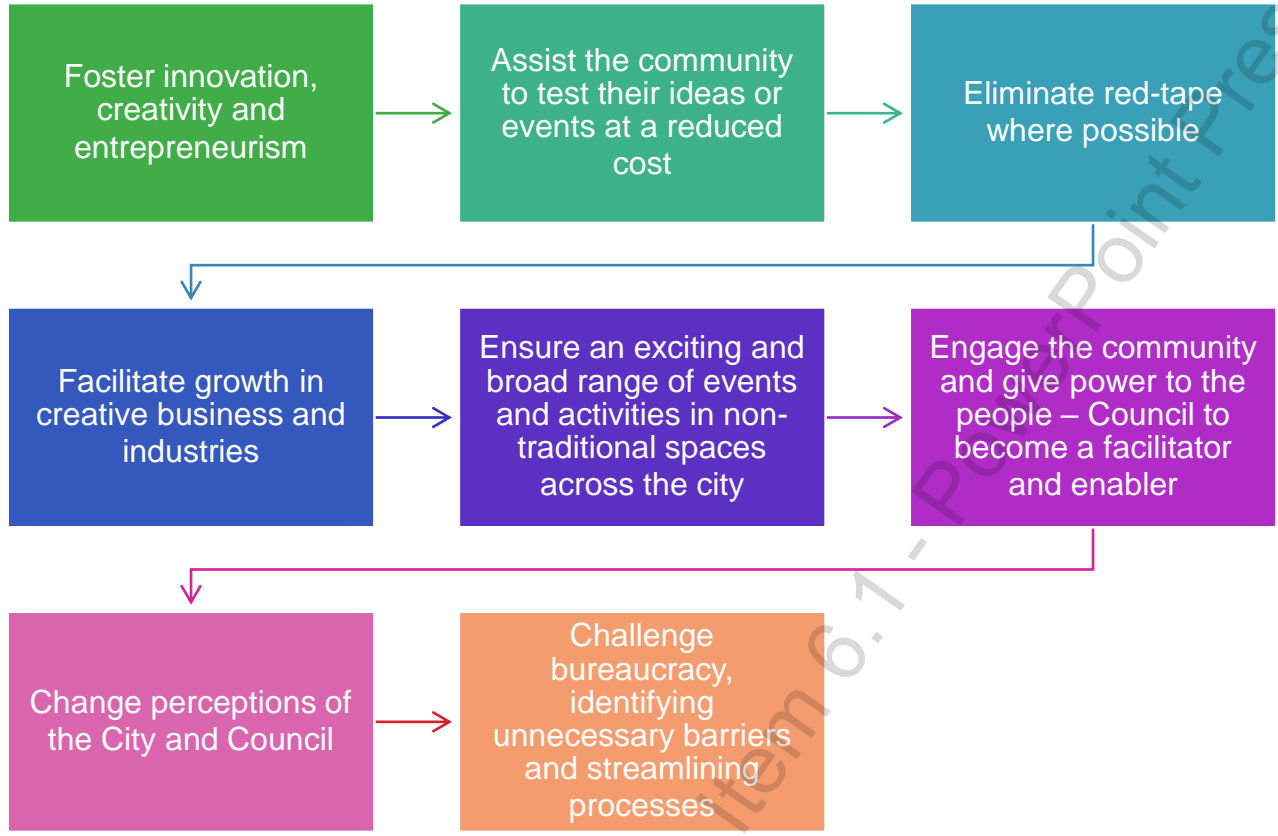 Foster innovation,
creativity and
entrepreneurism
Assist the community
to test their ideas or
events at a reduced
cost
Eliminate red-tape
where possible
Facilitate growth in
creative business and
industries
Ensure an exciting and
broad range of events
and activities in non-
traditional spaces
across the city
Engage the community
and give power to the
people – Council to
become a facilitator
and enabler
Change perceptions of
the City and Council
Challenge
bureaucracy,
identifying
unnecessary barriers
and streamlining
processes
item 6.1 - PowerPoint Pres